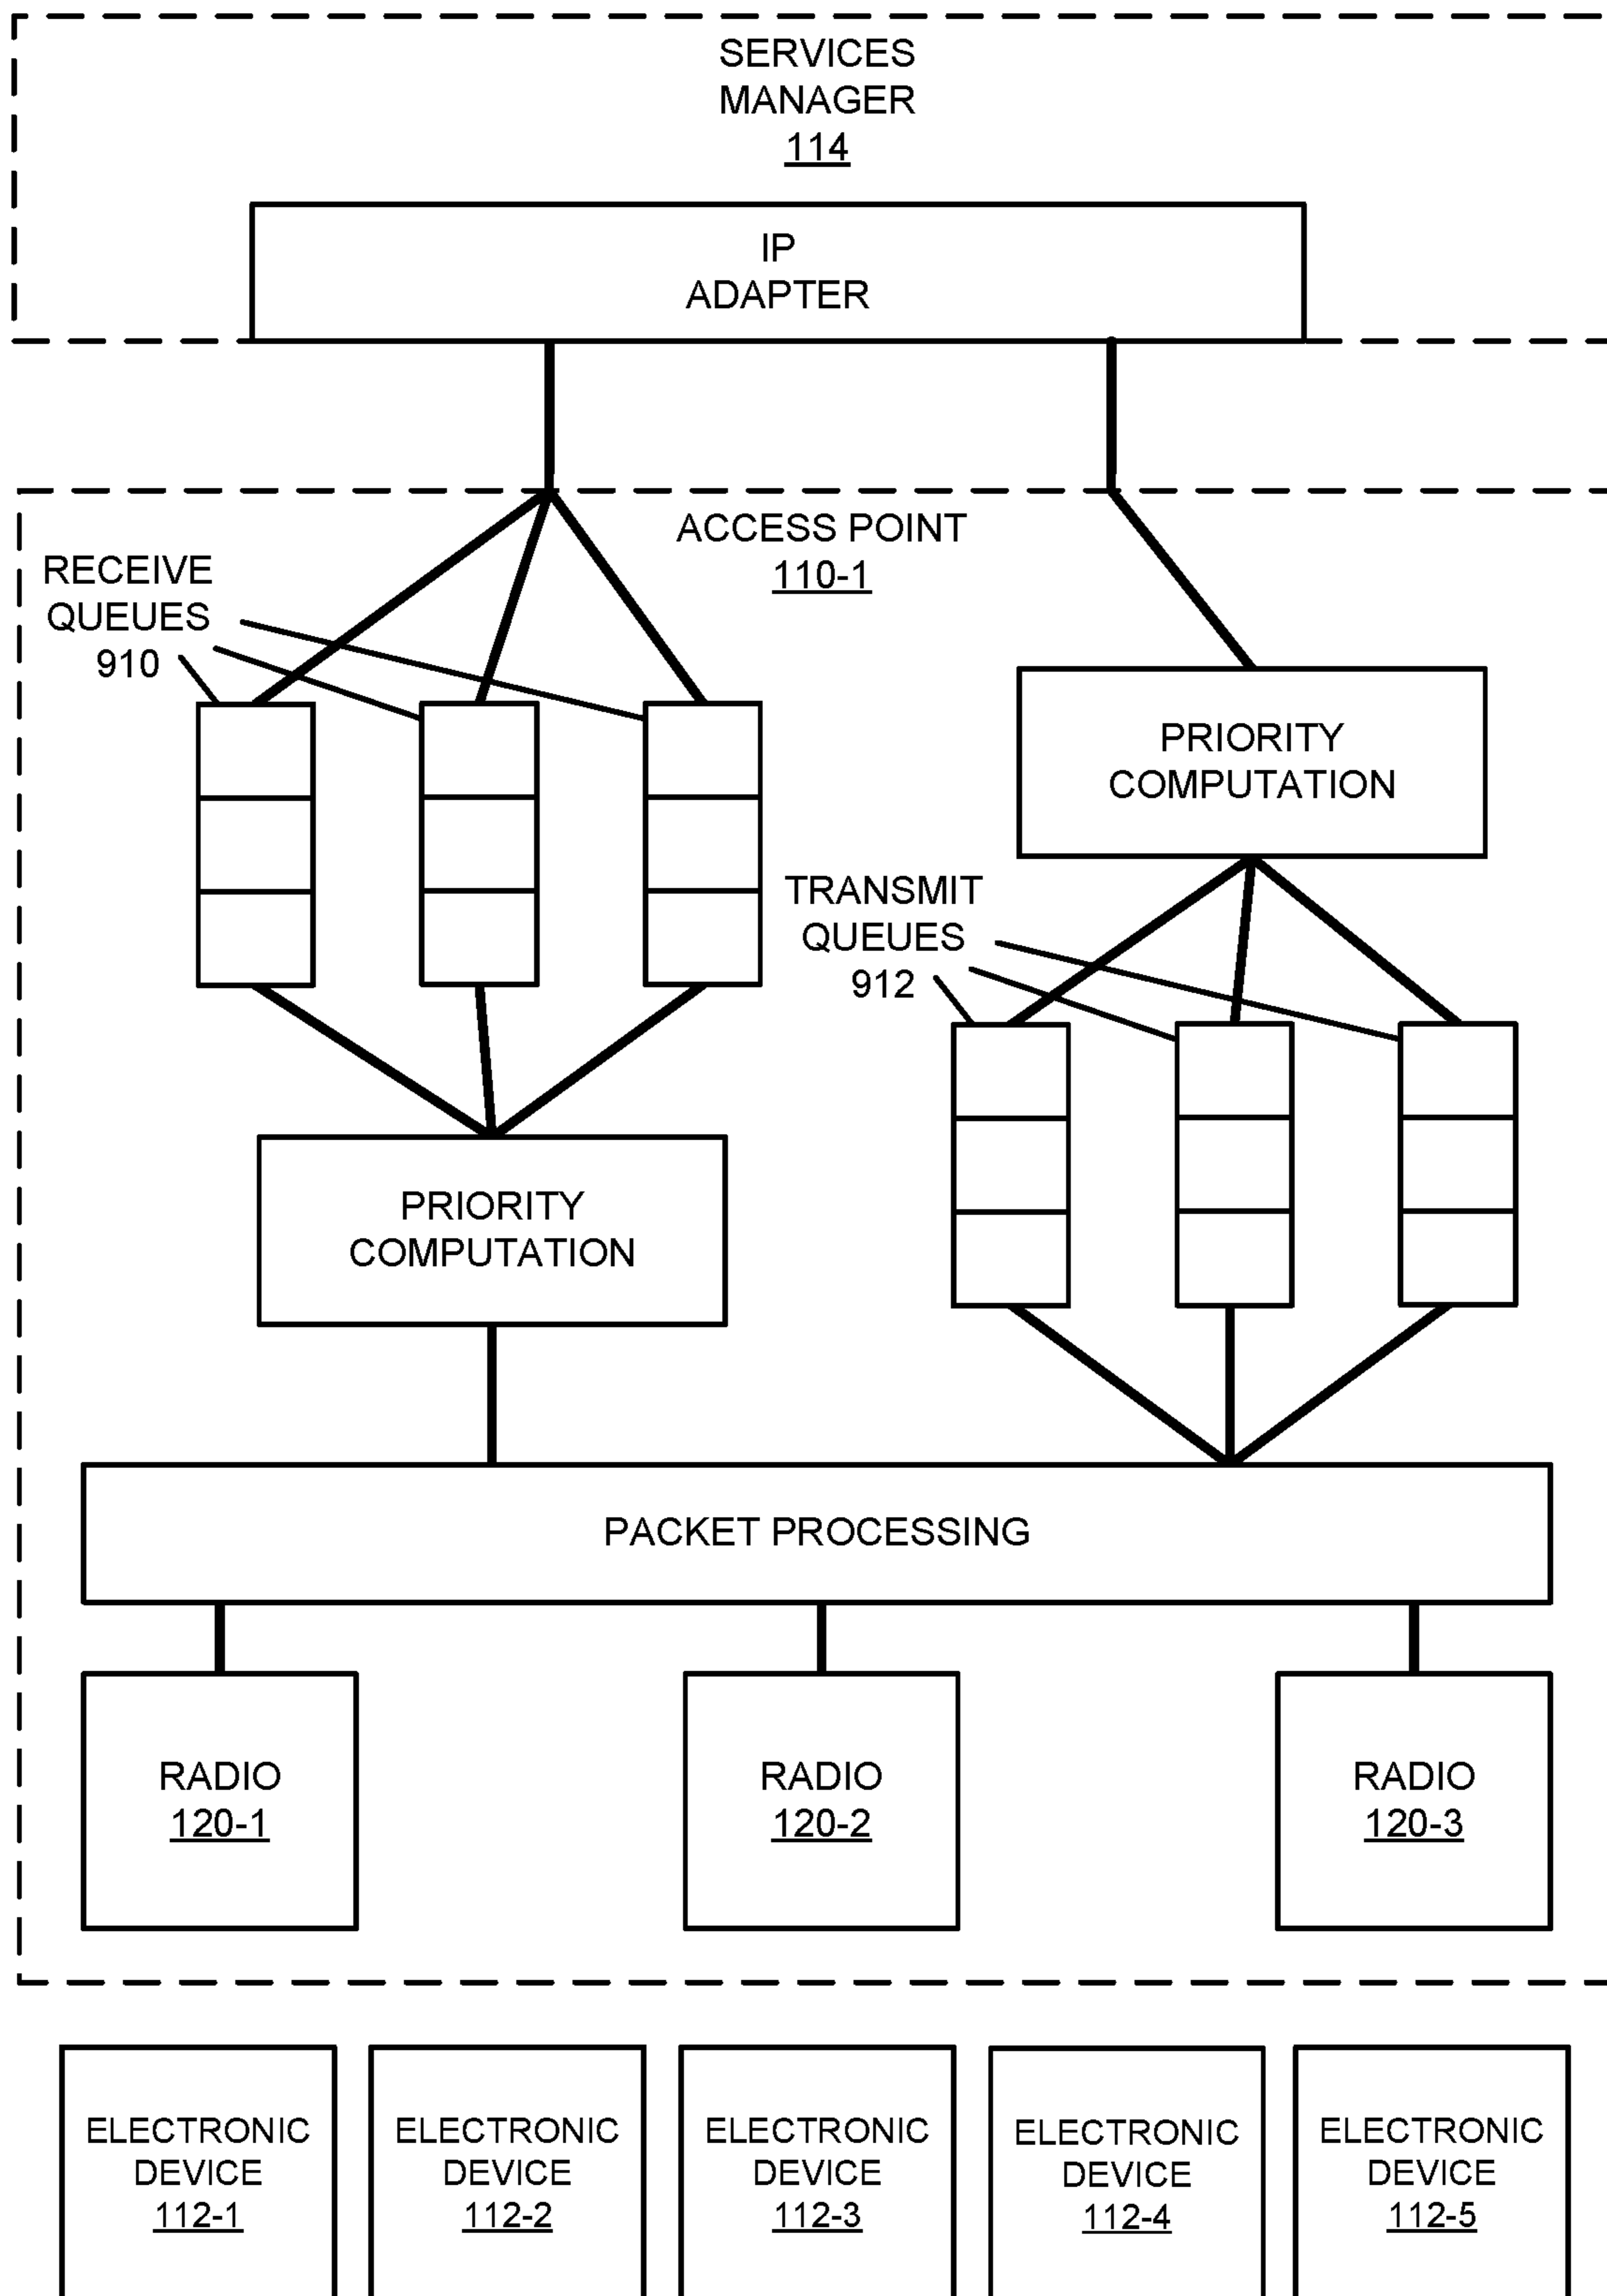 SERVICES
MANAGER
114
IP
ADAPTER
ACCESS POINT
110-1
RECEIVE
QUEUES
910
PRIORITY
COMPUTATION
TRANSMIT
QUEUES
912
PRIORITY
COMPUTATION
PACKET PROCESSING
RADIO
120-1
RADIO
120-2
RADIO
120-3
ELECTRONIC
DEVICE
112-1
ELECTRONIC
DEVICE
112-2
ELECTRONIC
DEVICE
112-3
ELECTRONIC
DEVICE
112-4
ELECTRONIC
DEVICE
112-5